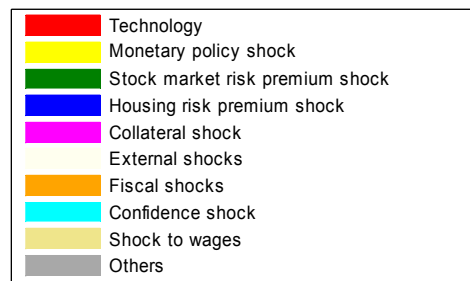 Technology
Monetary policy shock
Stock market risk premium shock
Housing risk premium shock
Collateral shock
External shocks
Fiscal shocks
Confidence shock
Shock to wages
Others